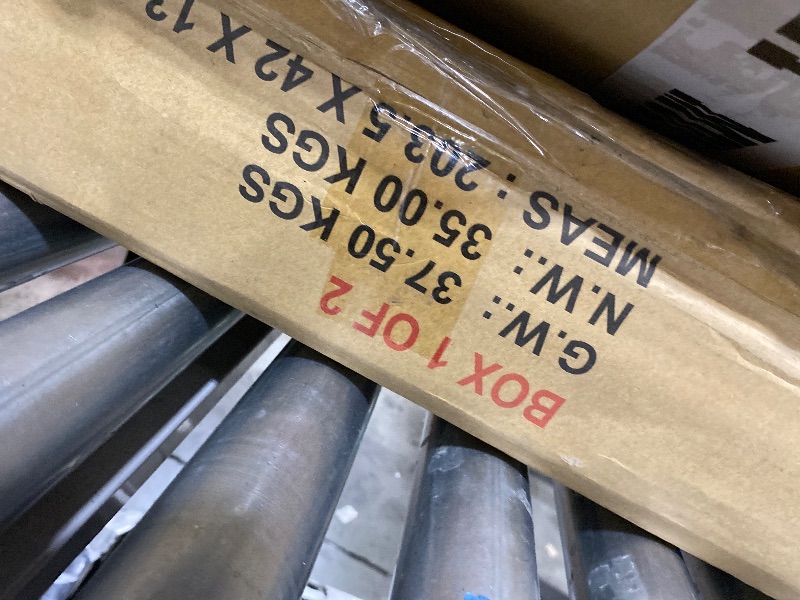 BOX 1 OF 2
G.W.: 37.50 KGS
N.W.: 35.00 KGS
MEAS : 203.5 X 42 X